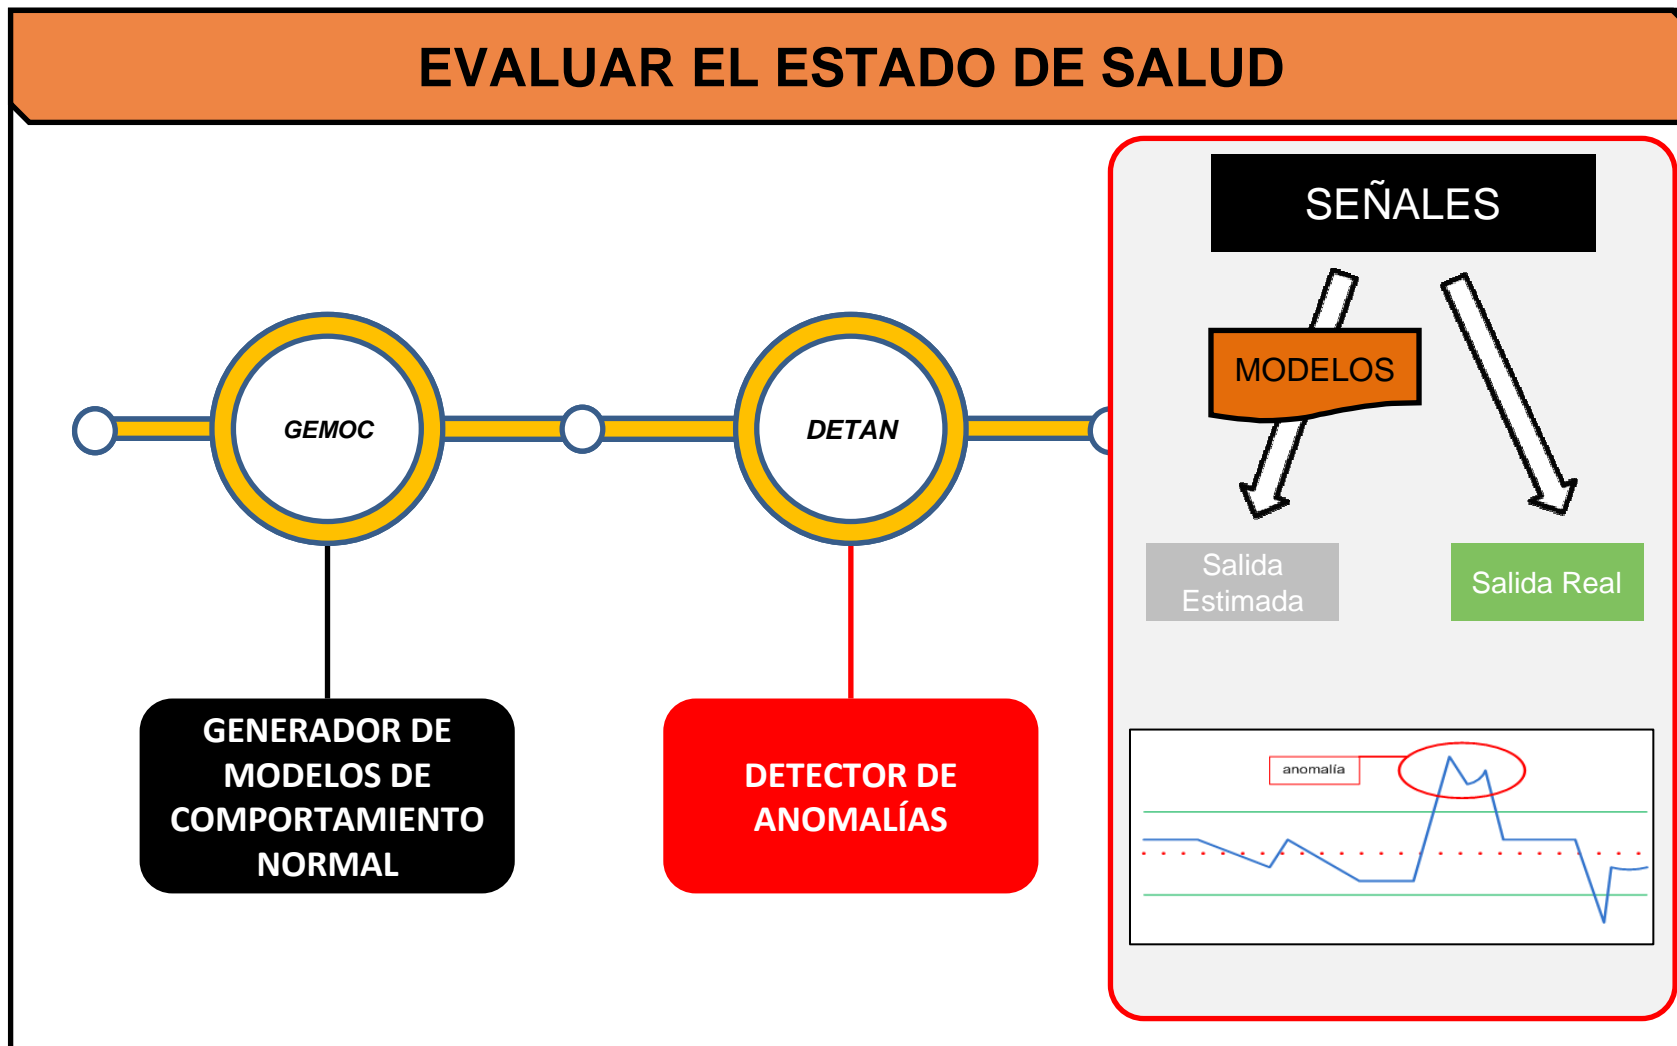 EVALUAR EL ESTADO DE SALUD
GEMOC
DETAN
GENERADOR DE
MODELOS DE
COMPORTAMIENTO
NORMAL
DETECTOR DE
ANOMALÍAS
SEÑALES
MODELOS
Salida
Estimada
Salida Real
anomalía